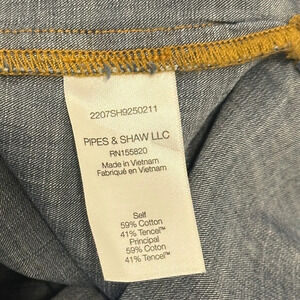 2207SH9250211
PIPES & SHAW LLC
RN155820
Made in Vietnam
Fabriqué en Vietnam
Self
59% Cotton
41% Tencel™
Principal
59% Coton
41% Tencel™